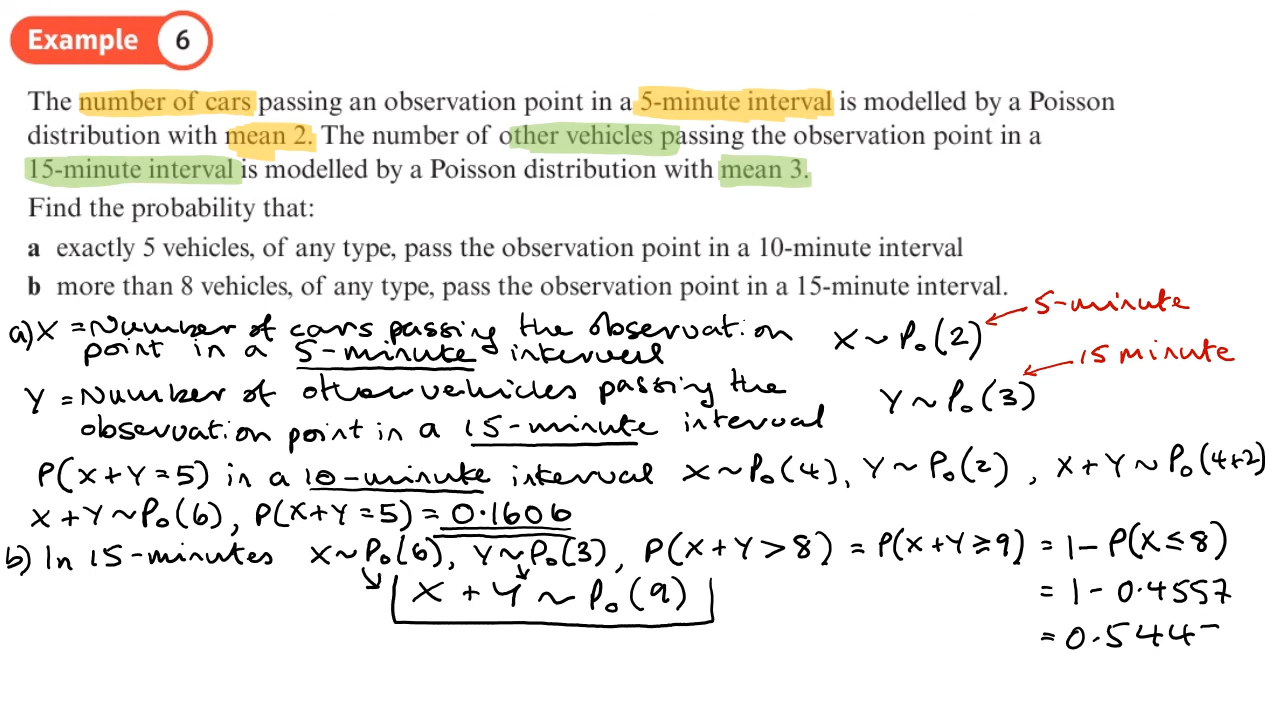 Example 6
The number of cars passing an observation point in a 5-minute interval is modelled by a Poisson
distribution with mean 2. The number of other vehicles passing the observation point in a
15-minute interval is modelled by a Poisson distribution with mean 3.
Find the probability that:
a exactly 5 vehicles, of any type, pass the observation point in a 10-minute interval
b more than 8 vehicles, of any type, pass the observation point in a 15-minute interval.
a) X = Number of cars passing the observation
point in a 5-minute interval
X ~ Po(2)
5-minute
Y = Number of other vehicles passing the
observation point in a 15-minute interval
Y ~ Po(3)
15 minute
P(X+Y=5) in a 10-minute interval X ~ Po(4), Y ~ Po(2), X+Y ~ Po(4+2)
X+Y ~ Po(6), P(X+Y=5) = 0.1606
b) In 15-minutes X ~ Po(6), Y ~ Po(3), P(X+Y>8) = P(X+Y≥9) = 1-P(X≤8)
X + Y ~ Po(9)
= 1 - 0.4557
= 0.544